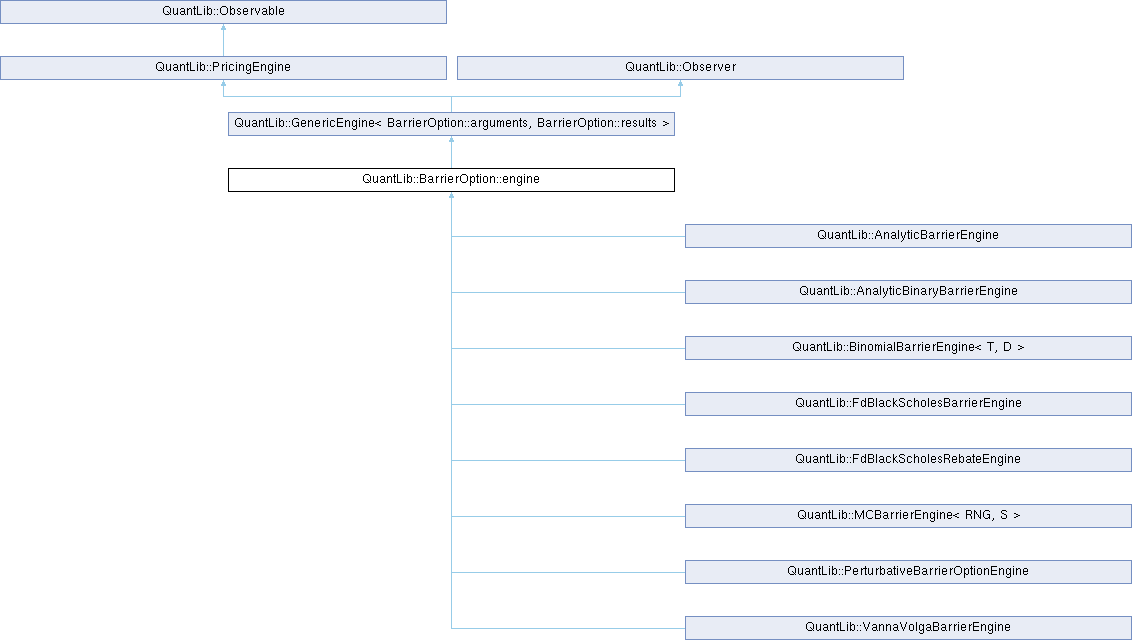 QuantLib::Observable
QuantLib::PricingEngine
QuantLib::Observer
QuantLib::GenericEngine< BarrierOption::arguments, BarrierOption::results >
QuantLib::BarrierOption::engine
QuantLib::AnalyticBarrierEngine
QuantLib::AnalyticBinaryBarrierEngine
QuantLib::BinomialBarrierEngine< T, D >
QuantLib::FdBlackScholesBarrierEngine
QuantLib::FdBlackScholesRebateEngine
QuantLib::MCBarrierEngine< RNG, S >
QuantLib::PerturbativeBarrierOptionEngine
QuantLib::VannaVolgaBarrierEngine